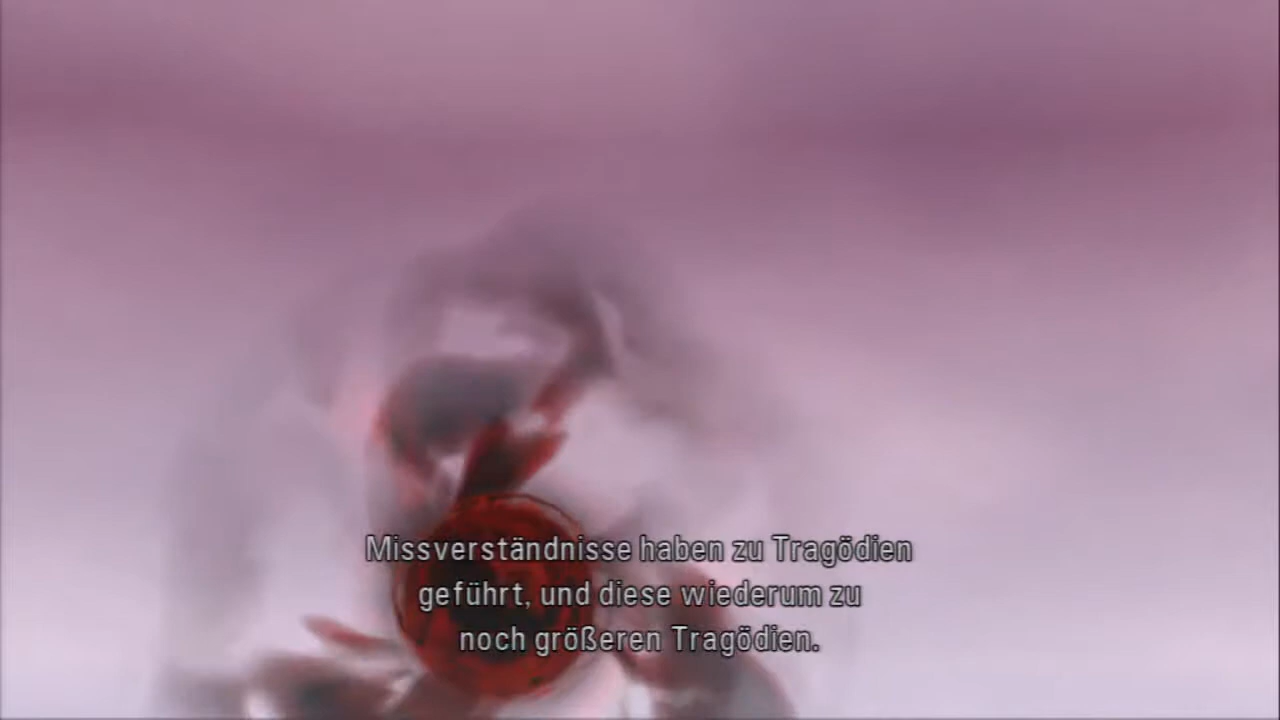 Missverständnisse haben zu Tragödien
geführt, und diese wiederum zu
noch größeren Tragödien.